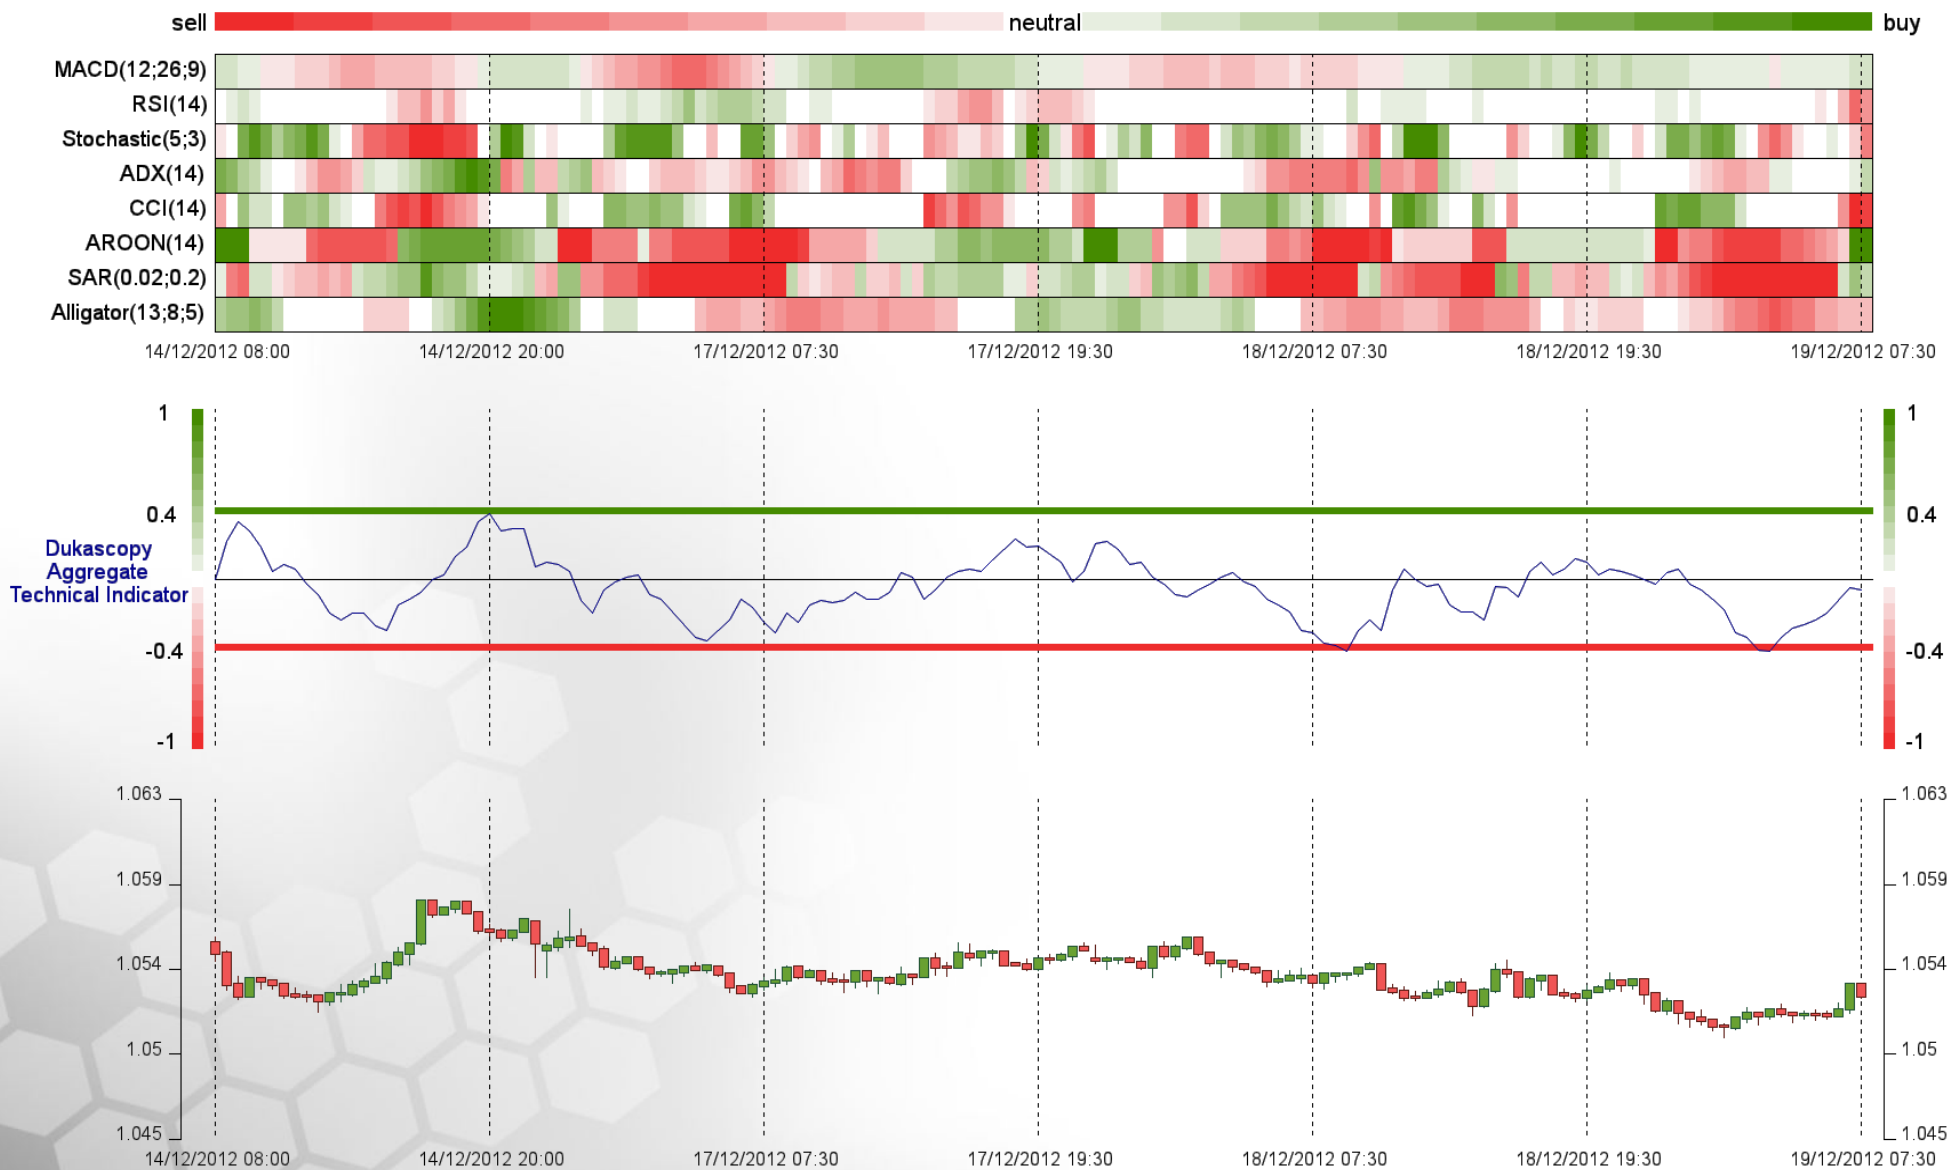 sell neutral buy
MACD(12;26;9)
RSI(14)
Stochastic(5;3)
ADX(14)
CCI(14)
AROON(14)
SAR(0.02;0.2)
Alligator(13;8;5)
14/12/2012 08:00 14/12/2012 20:00 17/12/2012 07:30 17/12/2012 19:30 18/12/2012 07:30 18/12/2012 19:30 19/12/2012 07:30
1 1
0.4 0.4
Dukascopy
Aggregate
Technical Indicator
-0.4 -0.4
-1 -1
1.063 1.063
1.059 1.059
1.054 1.054
1.05 1.05
1.045 1.045
14/12/2012 08:00 14/12/2012 20:00 17/12/2012 07:30 17/12/2012 19:30 18/12/2012 07:30 18/12/2012 19:30 19/12/2012 07:30